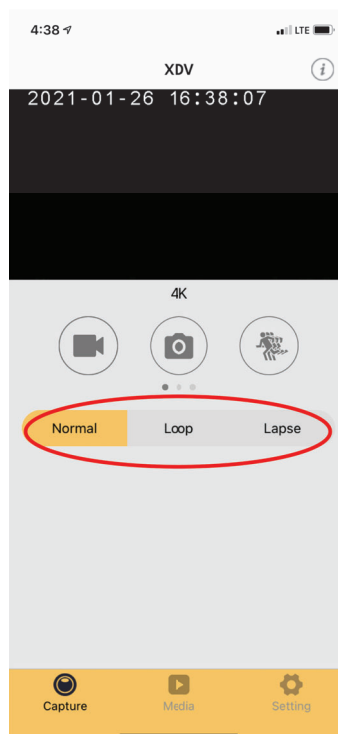 4:38 LTE
XDV
2021-01-26 16:38:07
4K
Normal Loop Lapse
Capture Media Setting